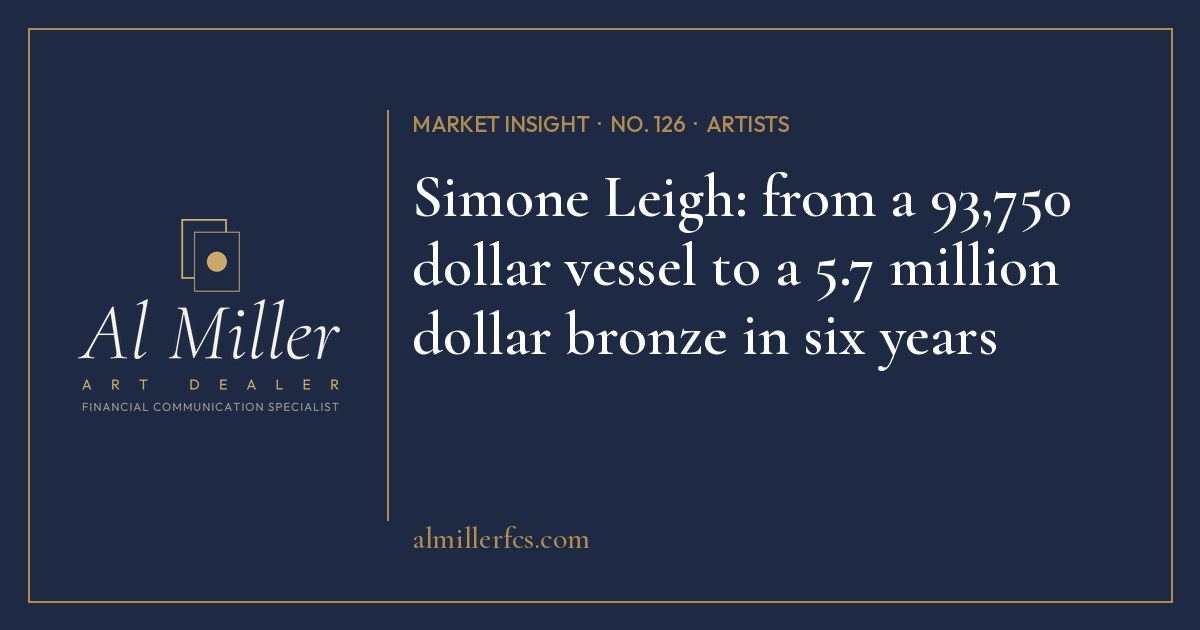 Al Miller
ART DEALER
FINANCIAL COMMUNICATION SPECIALIST
MARKET INSIGHT · NO. 126 · ARTISTS
Simone Leigh: from a 93,750
dollar vessel to a 5.7 million
dollar bronze in six years
almillerfcs.com